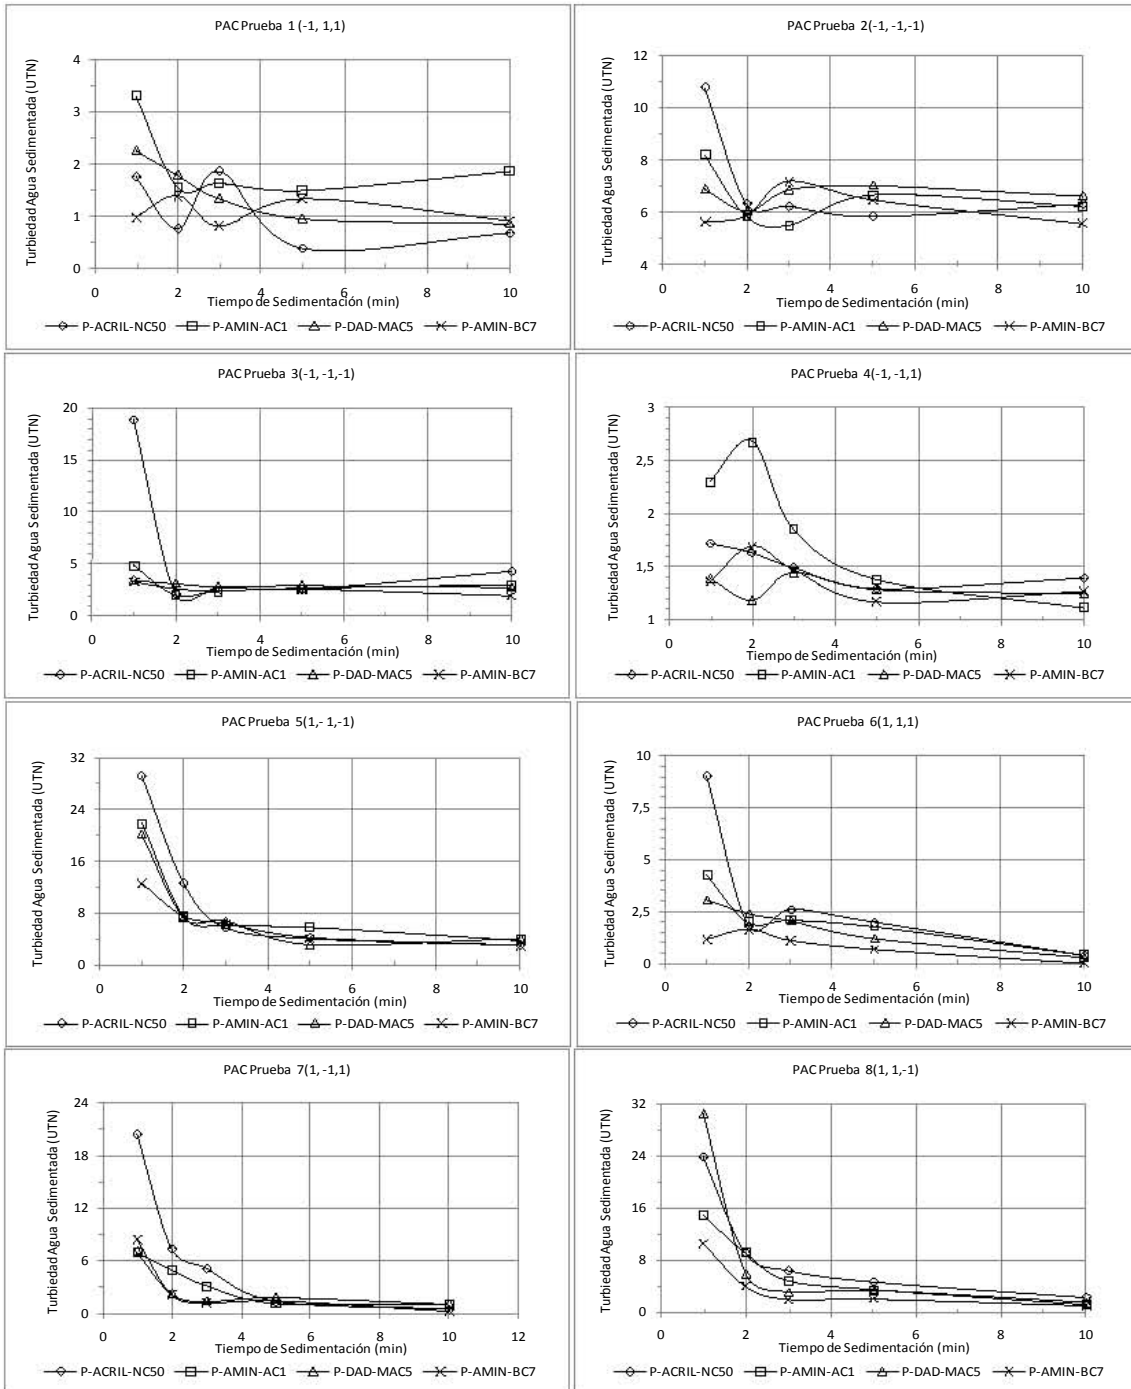 PAC Prueba 1 (-1, 1,1)
Turbiedad Agua Sedimentada (UTN)
4
3
2
1
0
0 2 4 6 8 10
Tiempo de Sedimentación (min)
P-ACRIL-NC50 P-AMIN-AC1 P-DAD-MAC5 P-AMIN-BC7
PAC Prueba 2(-1, -1,-1)
Turbiedad Agua Sedimentada (UTN)
12
10
8
6
4
0 2 4 6 8 10
Tiempo de Sedimentación (min)
P-ACRIL-NC50 P-AMIN-AC1 P-DAD-MAC5 P-AMIN-BC7
PAC Prueba 3(-1, -1,-1)
Turbiedad Agua Sedimentada (UTN)
20
15
10
5
0
0 2 4 6 8 10
Tiempo de Sedimentación (min)
P-ACRIL-NC50 P-AMIN-AC1 P-DAD-MAC5 P-AMIN-BC7
PAC Prueba 4(-1, -1,1)
Turbiedad Agua Sedimentada (UTN)
3
2,5
2
1,5
1
0 2 4 6 8 10
Tiempo de Sedimentación (min)
P-ACRIL-NC50 P-AMIN-AC1 P-DAD-MAC5 P-AMIN-BC7
PAC Prueba 5(1,- 1,-1)
Turbiedad Agua Sedimentada (UTN)
32
24
16
8
0
0 2 4 6 8 10
Tiempo de Sedimentación (min)
P-ACRIL-NC50 P-AMIN-AC1 P-DAD-MAC5 P-AMIN-BC7
PAC Prueba 6(1, 1,1)
Turbiedad Agua Sedimentada (UTN)
10
7,5
5
2,5
0
0 2 4 6 8 10
Tiempo de Sedimentación (min)
P-ACRIL-NC50 P-AMIN-AC1 P-DAD-MAC5 P-AMIN-BC7
PAC Prueba 7(1, -1,1)
Turbiedad Agua Sedimentada (UTN)
24
18
12
6
0
0 2 4 6 8 10 12
Tiempo de Sedimentación (min)
P-ACRIL-NC50 P-AMIN-AC1 P-DAD-MAC5 P-AMIN-BC7
PAC Prueba 8(1, 1,-1)
Turbiedad Agua Sedimentada (UTN)
32
24
16
8
0
0 2 4 6 8 10
Tiempo de Sedimentación (min)
P-ACRIL-NC50 P-AMIN-AC1 P-DAD-MAC5 P-AMIN-BC7